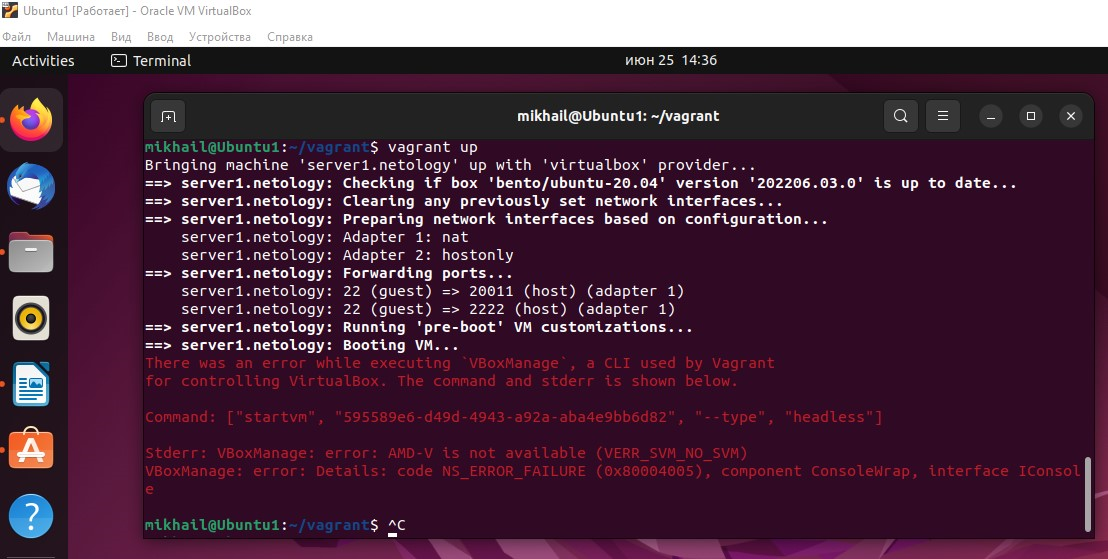 Ubuntu1 [Работает] - Oracle VM VirtualBox
Файл Машина Вид Ввод Устройства Справка
Activities Terminal июн 25 14:36
mikhail@Ubuntu1: ~/vagrant
mikhail@Ubuntu1:~/vagrant$ vagrant up
Bringing machine 'server1.netology' up with 'virtualbox' provider...
==> server1.netology: Checking if box 'bento/ubuntu-20.04' version '202206.03.0' is up to date...
==> server1.netology: Clearing any previously set network interfaces...
==> server1.netology: Preparing network interfaces based on configuration...
server1.netology: Adapter 1: nat
server1.netology: Adapter 2: hostonly
==> server1.netology: Forwarding ports...
server1.netology: 22 (guest) => 20011 (host) (adapter 1)
server1.netology: 22 (guest) => 2222 (host) (adapter 1)
==> server1.netology: Running 'pre-boot' VM customizations...
==> server1.netology: Booting VM...
There was an error while executing `VBoxManage`, a CLI used by Vagrant
for controlling VirtualBox. The command and stderr is shown below.
Command: ["startvm", "595589e6-d49d-4943-a92a-aba4e9bb6d82", "--type", "headless"]
Stderr: VBoxManage: error: AMD-V is not available (VERR_SVM_NO_SVM)
VBoxManage: error: Details: code NS_ERROR_FAILURE (0x80004005), component ConsoleWrap, interface IConsol
e
mikhail@Ubuntu1:~/vagrant$ ^C